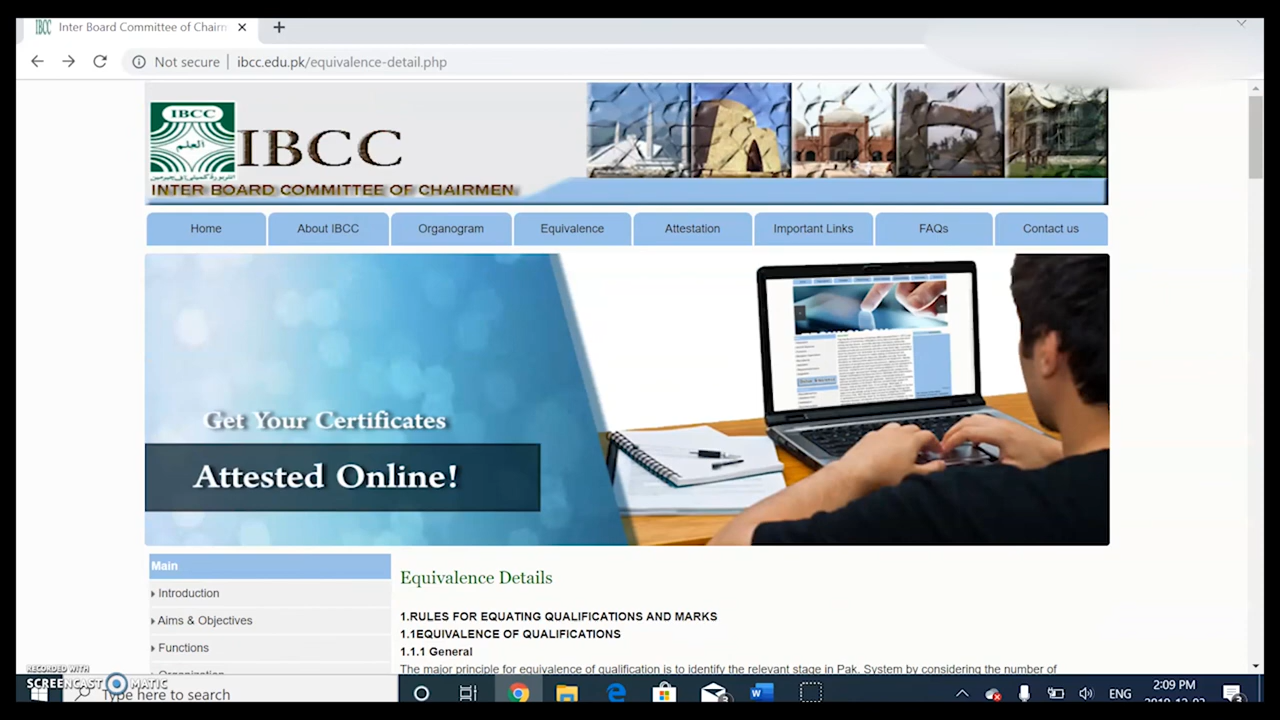 IBCC Inter Board Committee of Chairm
Not secure | ibcc.edu.pk/equivalence-detail.php
IBCC
العلم
IBCC
INTER BOARD COMMITTEE OF CHAIRMEN
Home About IBCC Organogram Equivalence Attestation Important Links FAQs Contact us
Get Your Certificates
Attested Online!
Main
Introduction
Aims & Objectives
Functions
Equivalence Details
1.RULES FOR EQUATING QUALIFICATIONS AND MARKS
1.1EQUIVALENCE OF QUALIFICATIONS
1.1.1 General
The major principle for equivalence of qualification is to identify the relevant stage in Pak. System by considering the number of
RECORDED WITH
SCREENCAST MATIC
Type here to search
ENG
2:09 PM